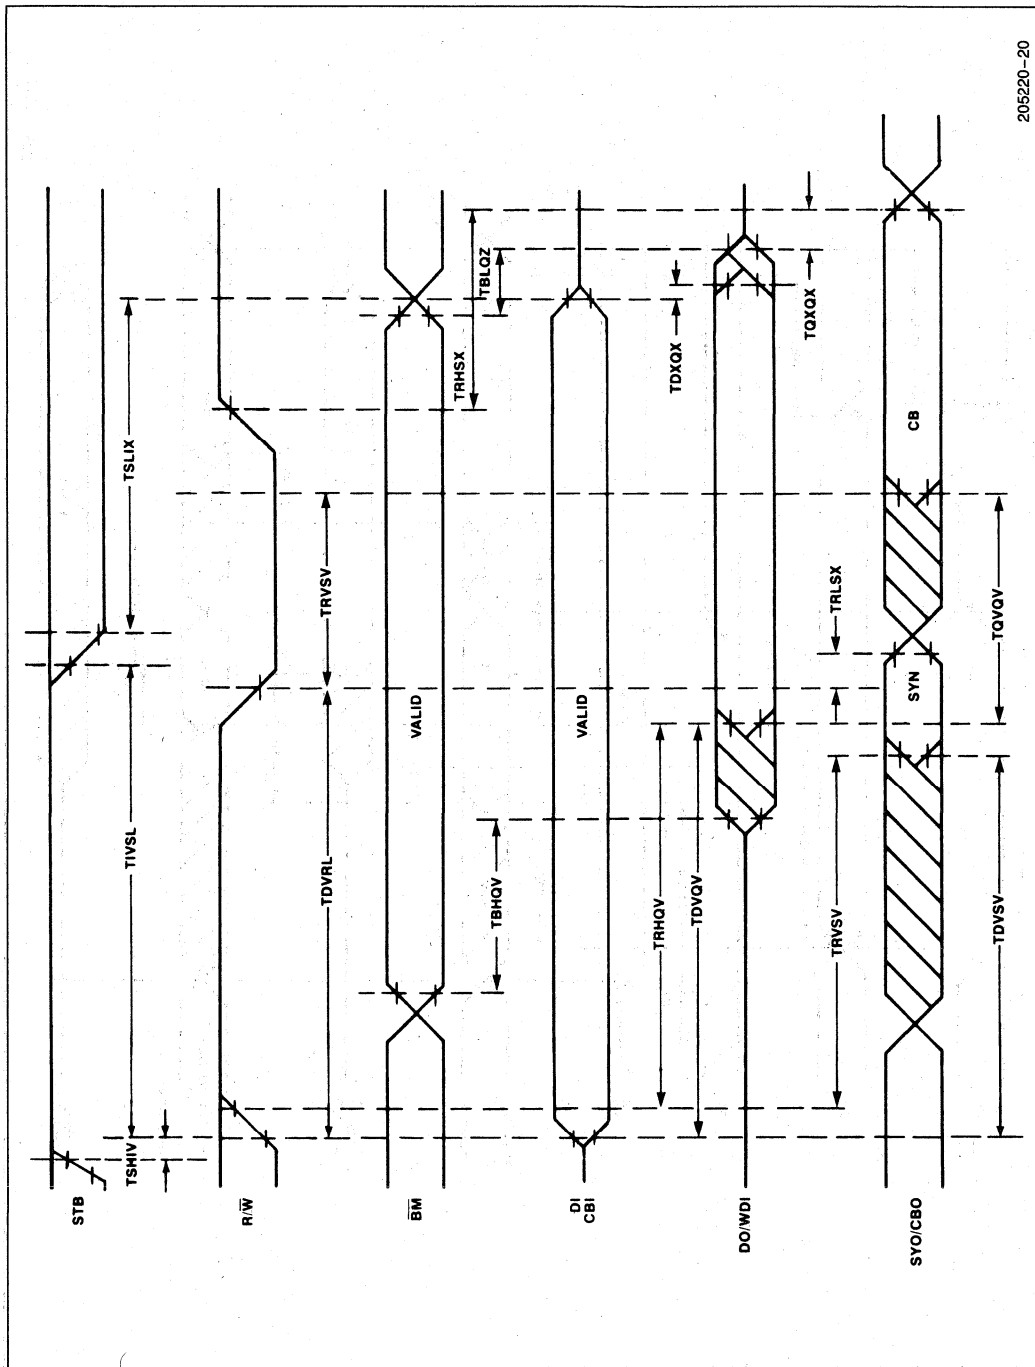 STB
TSHIV
TIVSL
TSLIX
R/W̅
TDVRL
TRVSV
B̅M̅
VALID
TBHQV
TRHSX
TBLQZ
DI
CBI
VALID
TRHQV
TDVQV
TDXQX
DO/WDI
TQXQX
TRVSV
TRLSX
SYO/CBO
SYN
CB
TDVSV
TQVQV
205220-20